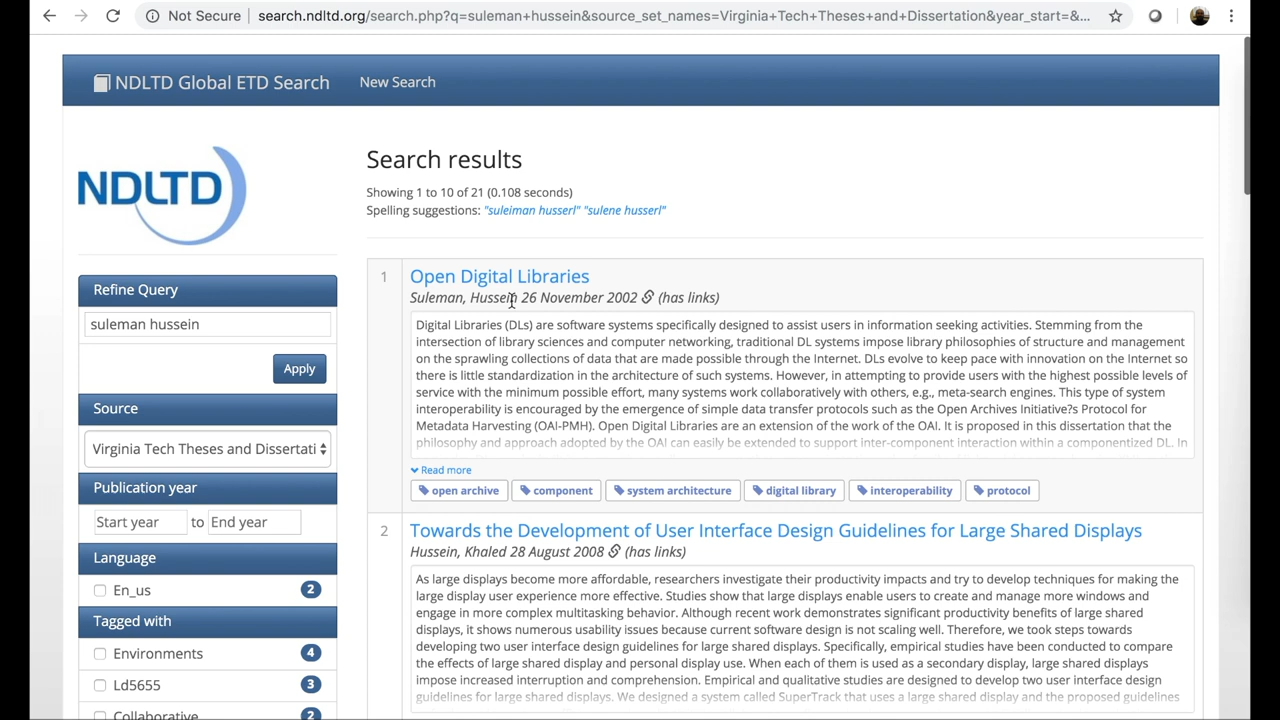 Not Secure search.ndltd.org/search.php?q=suleman+hussein&source_set_names=Virginia+Tech+Theses+and+Dissertation&year_start=&...
NDLTD Global ETD Search New Search
NDLTD
Search results
Showing 1 to 10 of 21 (0.108 seconds)
Spelling suggestions: "suleiman husserl" "sulene husserl"
Refine Query
suleman hussein
Apply
Source
Virginia Tech Theses and Dissertati
Publication year
Start year to End year
Language
En_us 2
Tagged with
Environments 4
Ld5655 3
Collaborative 2
1 Open Digital Libraries
Suleman, Hussein 26 November 2002 (has links)
Digital Libraries (DLs) are software systems specifically designed to assist users in information seeking activities. Stemming from the
intersection of library sciences and computer networking, traditional DL systems impose library philosophies of structure and management
on the sprawling collections of data that are made possible through the Internet. DLs evolve to keep pace with innovation on the Internet so
there is little standardization in the architecture of such systems. However, in attempting to provide users with the highest possible levels of
service with the minimum possible effort, many systems work collaboratively with others, e.g., meta-search engines. This type of system
interoperability is encouraged by the emergence of simple data transfer protocols such as the Open Archives Initiative?s Protocol for
Metadata Harvesting (OAI-PMH). Open Digital Libraries are an extension of the work of the OAI. It is proposed in this dissertation that the
philosophy and approach adopted by the OAI can easily be extended to support inter-component interaction within a componentized DL. In
Read more
open archive component system architecture digital library interoperability protocol
2 Towards the Development of User Interface Design Guidelines for Large Shared Displays
Hussein, Khaled 28 August 2008 (has links)
As large displays become more affordable, researchers investigate their productivity impacts and try to develop techniques for making the
large display user experience more effective. Studies show that large displays enable users to create and manage more windows and
engage in more complex multitasking behavior. Although recent work demonstrates significant productivity benefits of large shared
displays, it shows numerous usability issues because current software design is not scaling well. Therefore, we took steps towards
developing two user interface design guidelines for large shared displays. Specifically, empirical studies have been conducted to compare
the effects of large shared display and personal display use. When each of them is used as a secondary display, large shared displays
impose increased interruption and comprehension. Empirical and qualitative studies are designed to develop two user interface design
guidelines for large shared displays. We designed a system called SuperTrack that uses a large shared display and the proposed guidelines